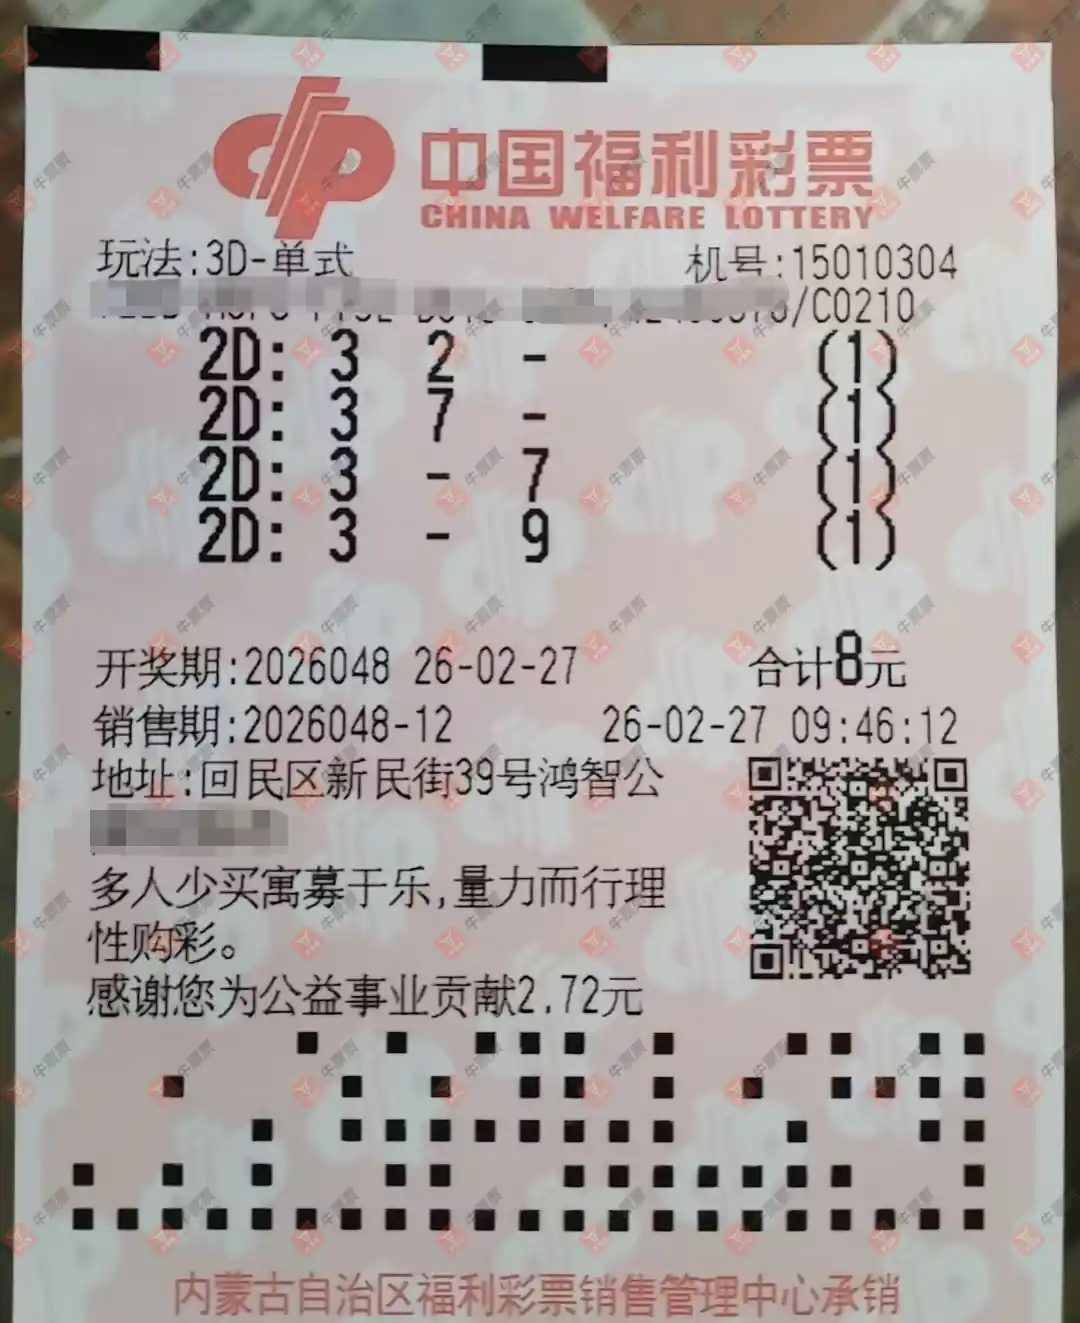 中国福利彩票
CHINA WELFARE LOTTERY
玩法:3D-单式 机号:15010304
/C0210
2D: 3 2 - (1)
2D: 3 7 - (1)
2D: 3 - 7 (1)
2D: 3 - 9 (1)
开奖期:2026048 26-02-27 合计8元
销售期:2026048-12 26-02-27 09:46:12
地址:回民区新民街39号鸿智公
多人少买寓募于乐,量力而行理
性购彩。
感谢您为公益事业贡献2.72元
内蒙古自治区福利彩票销售管理中心承销
牛票票